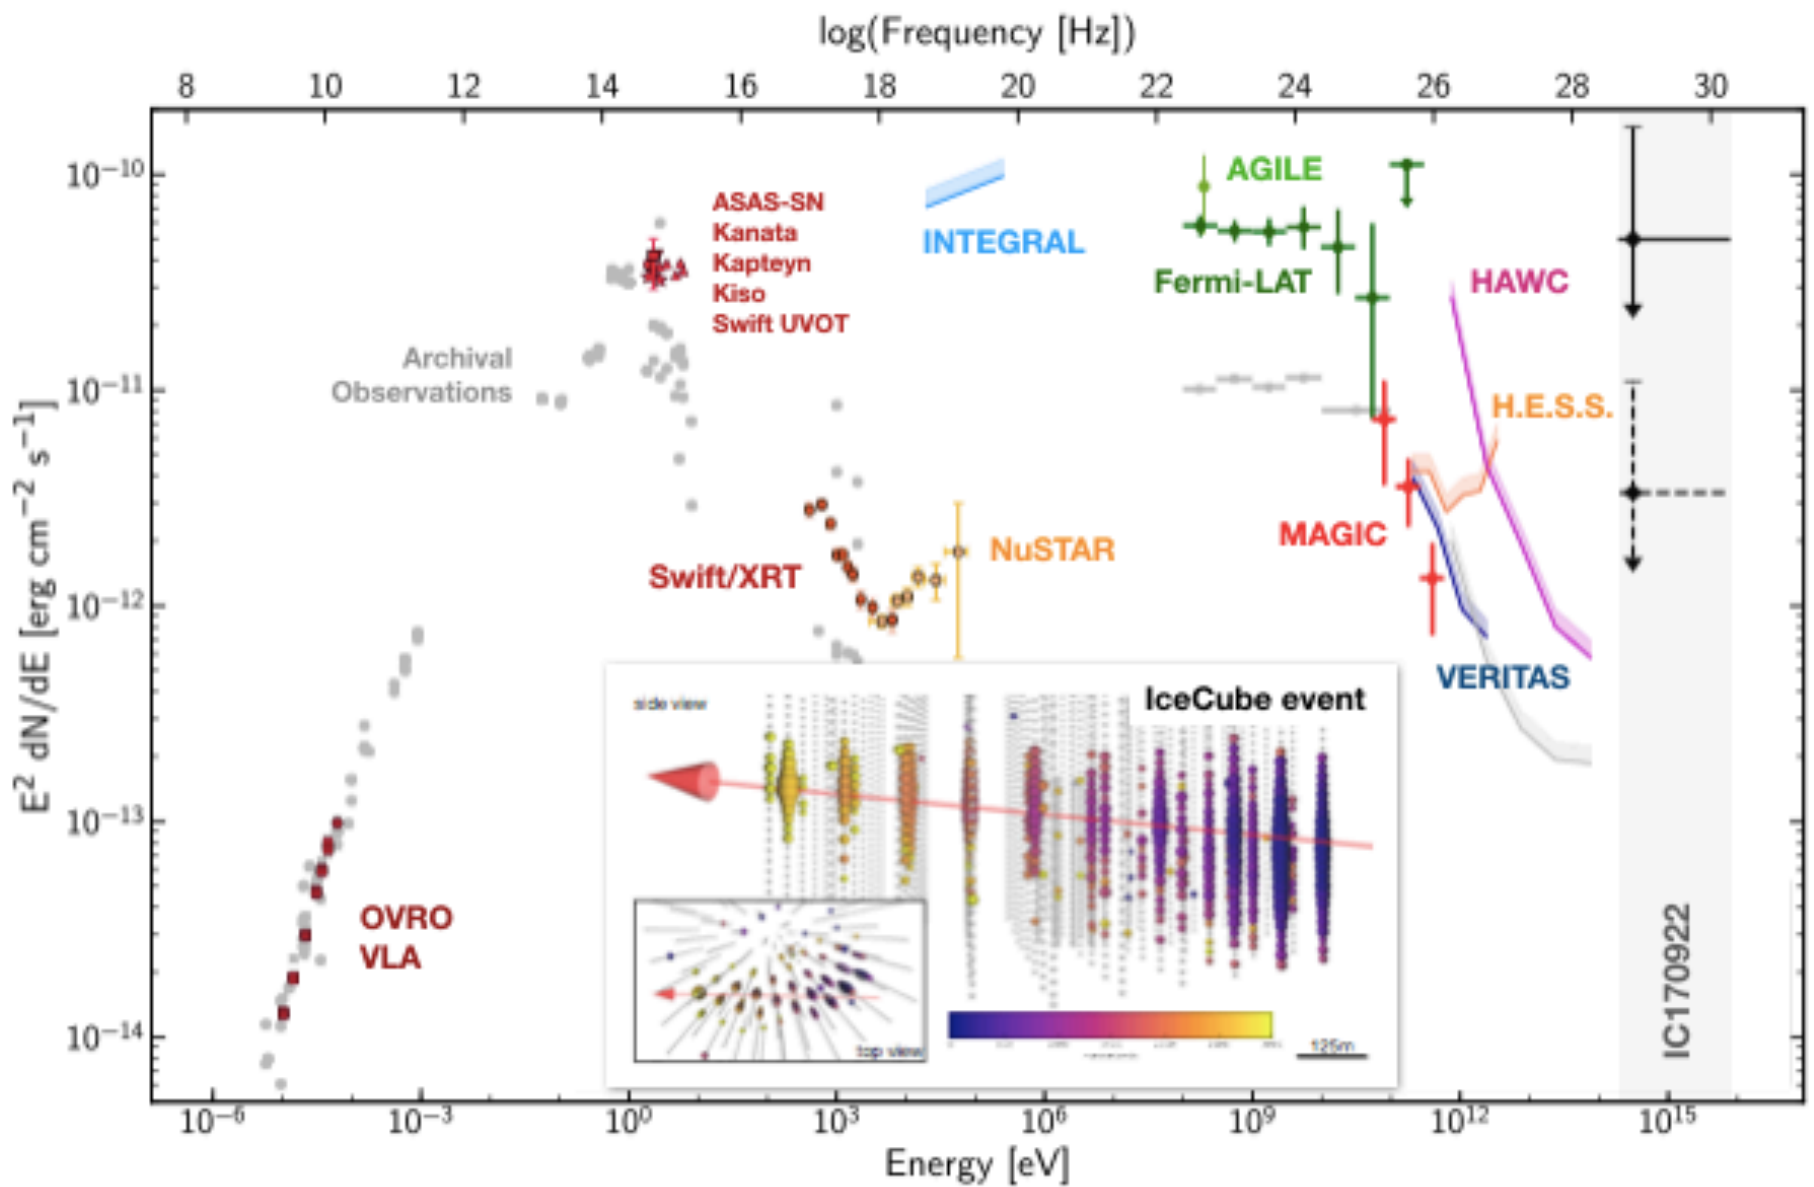 log(Frequency [Hz])
8 10 12 14 16 18 20 22 24 26 28 30
10⁻¹⁰
10⁻¹¹
10⁻¹²
10⁻¹³
10⁻¹⁴
E² dN/dE [erg cm⁻² s⁻¹]
ASAS-SN
Kanata
Kapteyn
Kiso
Swift UVOT
INTEGRAL
AGILE
Fermi-LAT
HAWC
Archival
Observations
H.E.S.S.
MAGIC
Swift/XRT
NuSTAR
VERITAS
OVRO
VLA
IceCube event
side view
top view
125m
IC170922
10⁻⁶ 10⁻³ 10⁰ 10³ 10⁶ 10⁹ 10¹² 10¹⁵
Energy [eV]